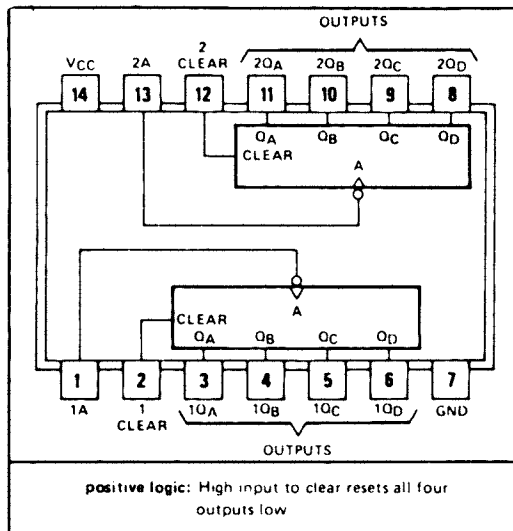 OUTPUTS
2
VCC 2A CLEAR 2QA 2QB 2QC 2QD
14 13 12 11 10 9 8
QA QB QC QD
CLEAR
A
CLEAR
A
QA QB QC QD
1 2 3 4 5 6 7
1A 1 1QA 1QB 1QC 1QD GND
CLEAR
OUTPUTS
positive logic: High input to clear resets all four
outputs low